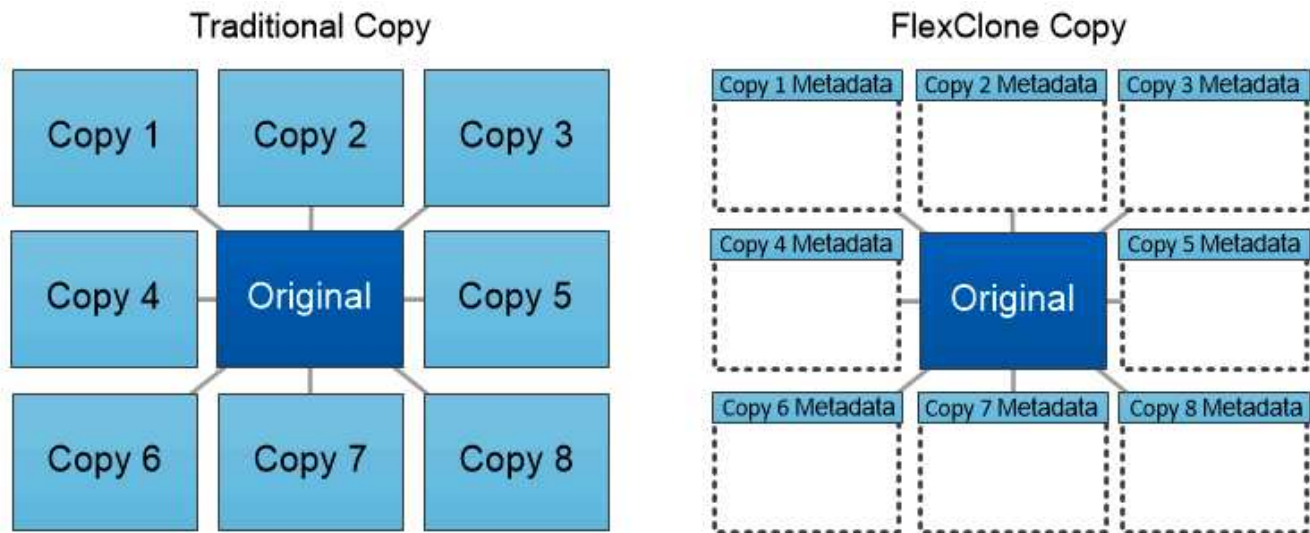 Traditional Copy
Copy 1
Copy 2
Copy 3
Copy 4
Original
Copy 5
Copy 6
Copy 7
Copy 8
FlexClone Copy
Copy 1 Metadata
Copy 2 Metadata
Copy 3 Metadata
Copy 4 Metadata
Original
Copy 5 Metadata
Copy 6 Metadata
Copy 7 Metadata
Copy 8 Metadata